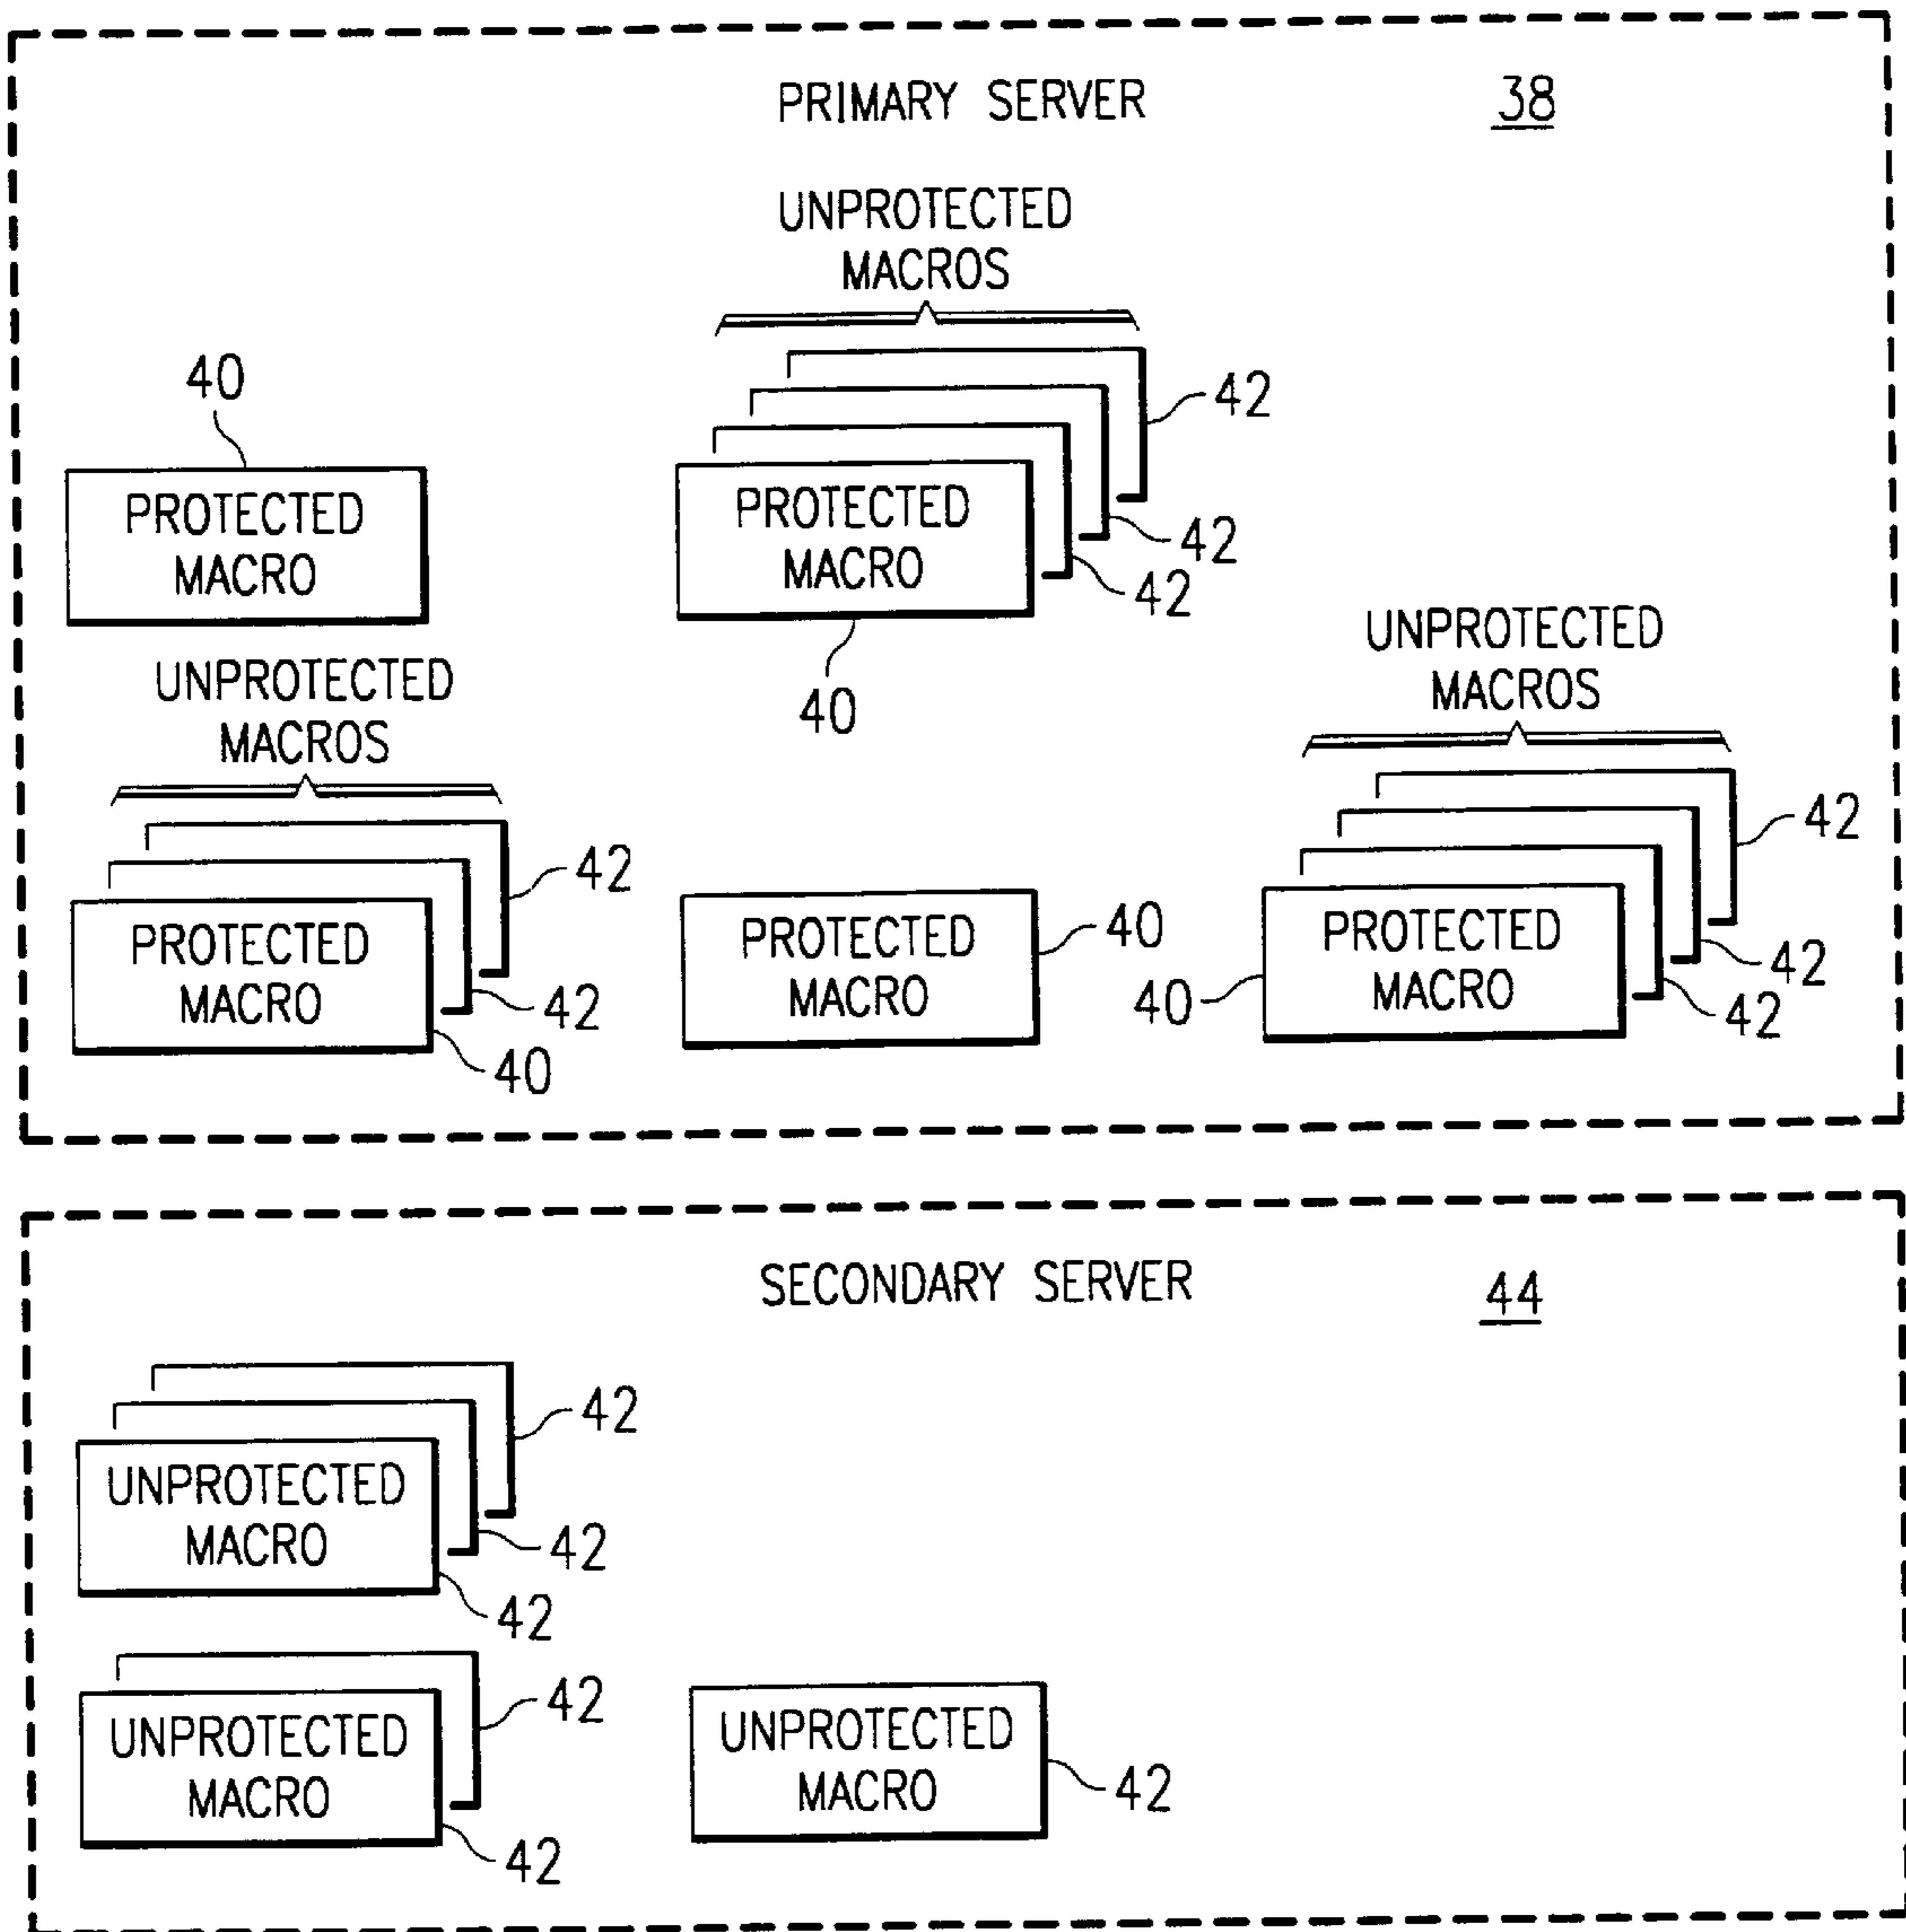 PRIMARY SERVER 38
UNPROTECTED
MACROS
40
42
PROTECTED
MACRO
PROTECTED
MACRO
42
42
40
UNPROTECTED
MACROS
UNPROTECTED
MACROS
42
PROTECTED
MACRO
42
40
PROTECTED
MACRO
40
42
PROTECTED
MACRO
42
42
40
SECONDARY SERVER 44
42
UNPROTECTED
MACRO
42
42
42
UNPROTECTED
MACRO
42
UNPROTECTED
MACRO
42